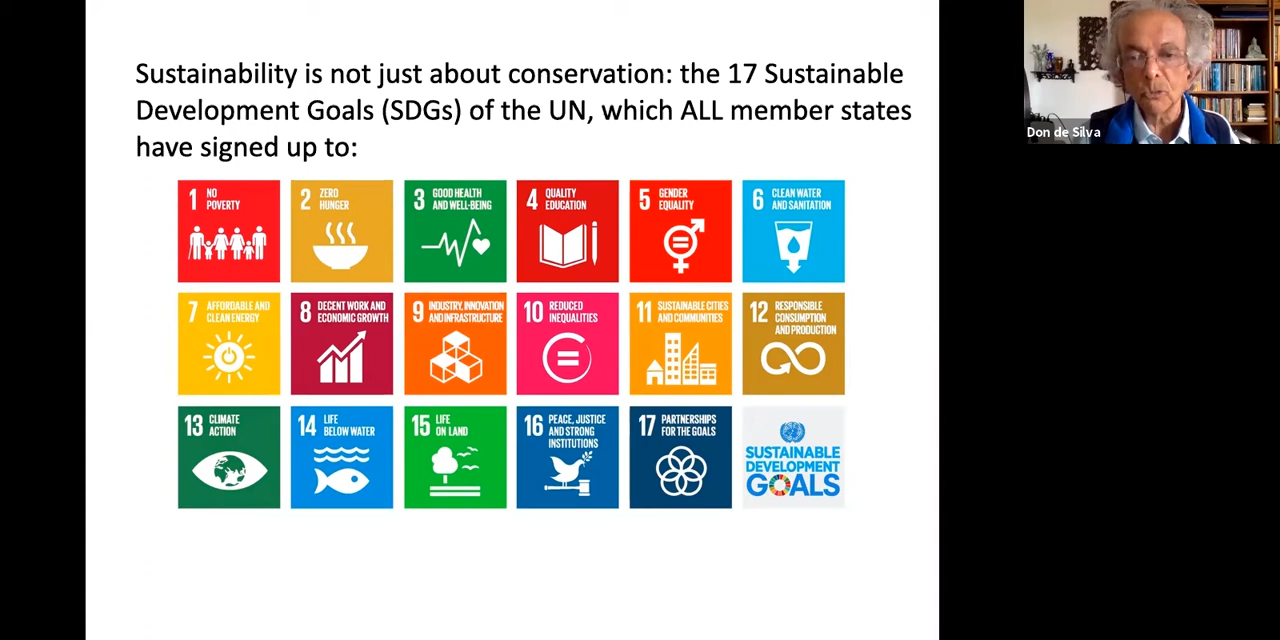 Sustainability is not just about conservation: the 17 Sustainable
Development Goals (SDGs) of the UN, which ALL member states
have signed up to:
1 NO
POVERTY
2 ZERO
HUNGER
3 GOOD HEALTH
AND WELL-BEING
4 QUALITY
EDUCATION
5 GENDER
EQUALITY
6 CLEAN WATER
AND SANITATION
7 AFFORDABLE AND
CLEAN ENERGY
8 DECENT WORK AND
ECONOMIC GROWTH
9 INDUSTRY, INNOVATION
AND INFRASTRUCTURE
10 REDUCED
INEQUALITIES
11 SUSTAINABLE CITIES
AND COMMUNITIES
12 RESPONSIBLE
CONSUMPTION
AND PRODUCTION
13 CLIMATE
ACTION
14 LIFE
BELOW WATER
15 LIFE
ON LAND
16 PEACE, JUSTICE
AND STRONG
INSTITUTIONS
17 PARTNERSHIPS
FOR THE GOALS
SUSTAINABLE
DEVELOPMENT
GOALS
Don de Silva